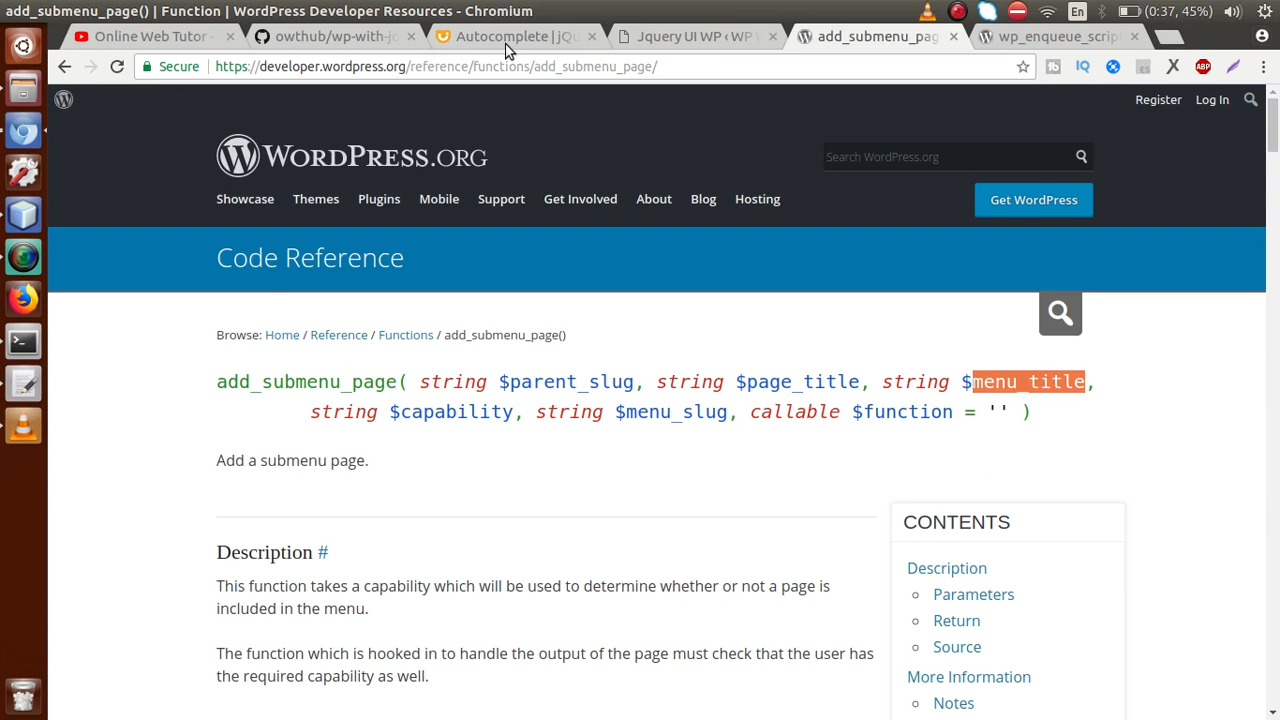 add_submenu_page() | Function | WordPress Developer Resources - Chromium
En
(0:37, 45%)
Online Web Tutor -
owthub/wp-with-jq
Autocomplete | jQu
Jquery UI WP ‹ WP
add_submenu_pag
wp_enqueue_script
Secure
https://developer.wordpress.org/reference/functions/add_submenu_page/
fb
IQ
ES
ABP
Register
Log In
WORDPRESS.ORG
Search WordPress.org
Showcase
Themes
Plugins
Mobile
Support
Get Involved
About
Blog
Hosting
Get WordPress
Code Reference
Browse: Home / Reference / Functions / add_submenu_page()
add_submenu_page( string $parent_slug, string $page_title, string $menu_title,
string $capability, string $menu_slug, callable $function = '' )
Add a submenu page.
CONTENTS
Description #
Description
This function takes a capability which will be used to determine whether or not a page is
Parameters
included in the menu.
Return
Source
The function which is hooked in to handle the output of the page must check that the user has
the required capability as well.
More Information
Notes